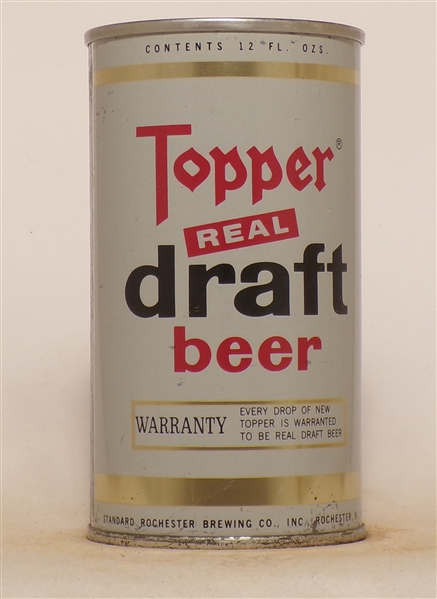 CONTENTS 12 FL. OZS.
Topper®
REAL
draft
beer
WARRANTY
EVERY DROP OF NEW
TOPPER IS WARRANTED
TO BE REAL DRAFT BEER
STANDARD ROCHESTER BREWING CO., INC., ROCHESTER,